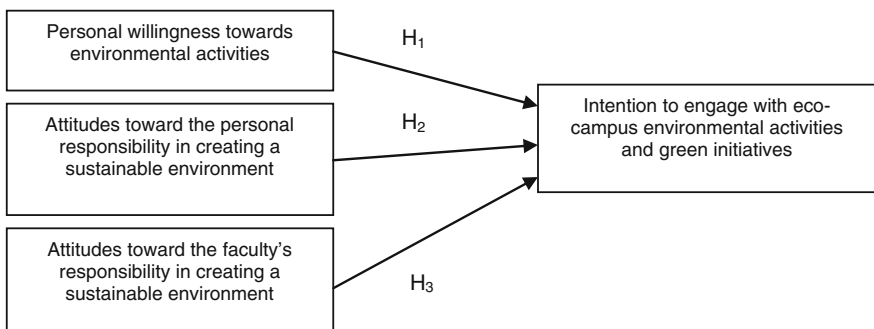 Personal willingness towards
environmental activities
H₁
Attitudes toward the personal
responsibility in creating a
sustainable environment
H₂
Intention to engage with eco-
campus environmental activities
and green initiatives
Attitudes toward the faculty's
responsibility in creating a
sustainable environment
H₃